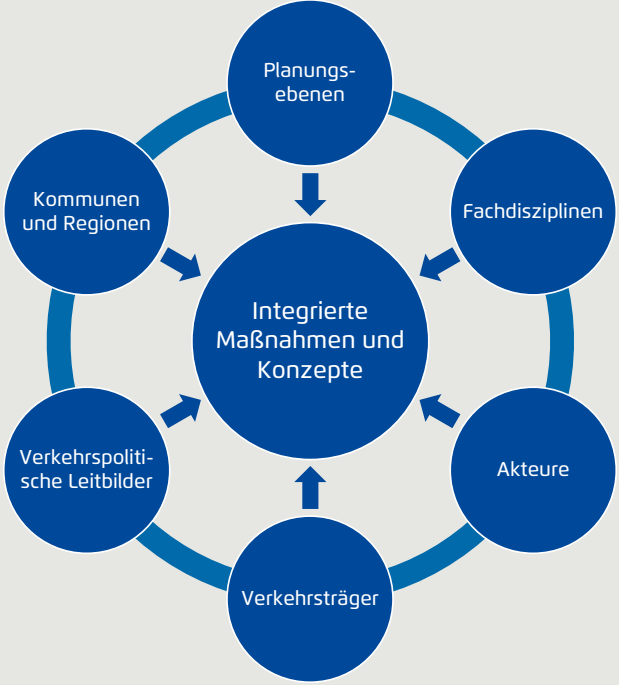 Planungs-
ebenen
Kommunen
und Regionen
Fachdisziplinen
Integrierte
Maßnahmen und
Konzepte
Verkehrspoliti-
sche Leitbilder
Akteure
Verkehrsträger